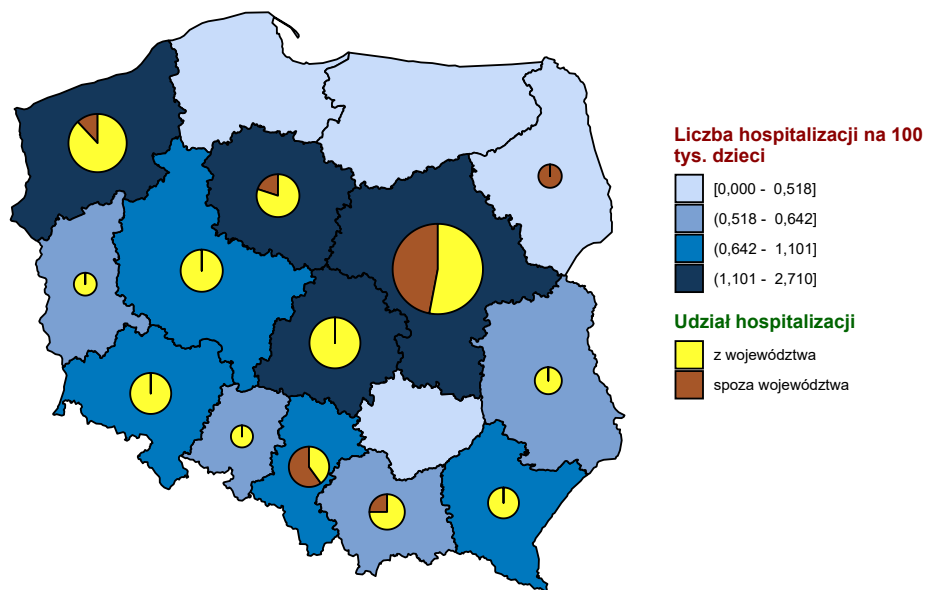 Liczba hospitalizacji na 100
tys. dzieci
[0,000 - 0,518]
(0,518 - 0,642]
(0,642 - 1,101]
(1,101 - 2,710]
Udział hospitalizacji
z województwa
spoza województwa